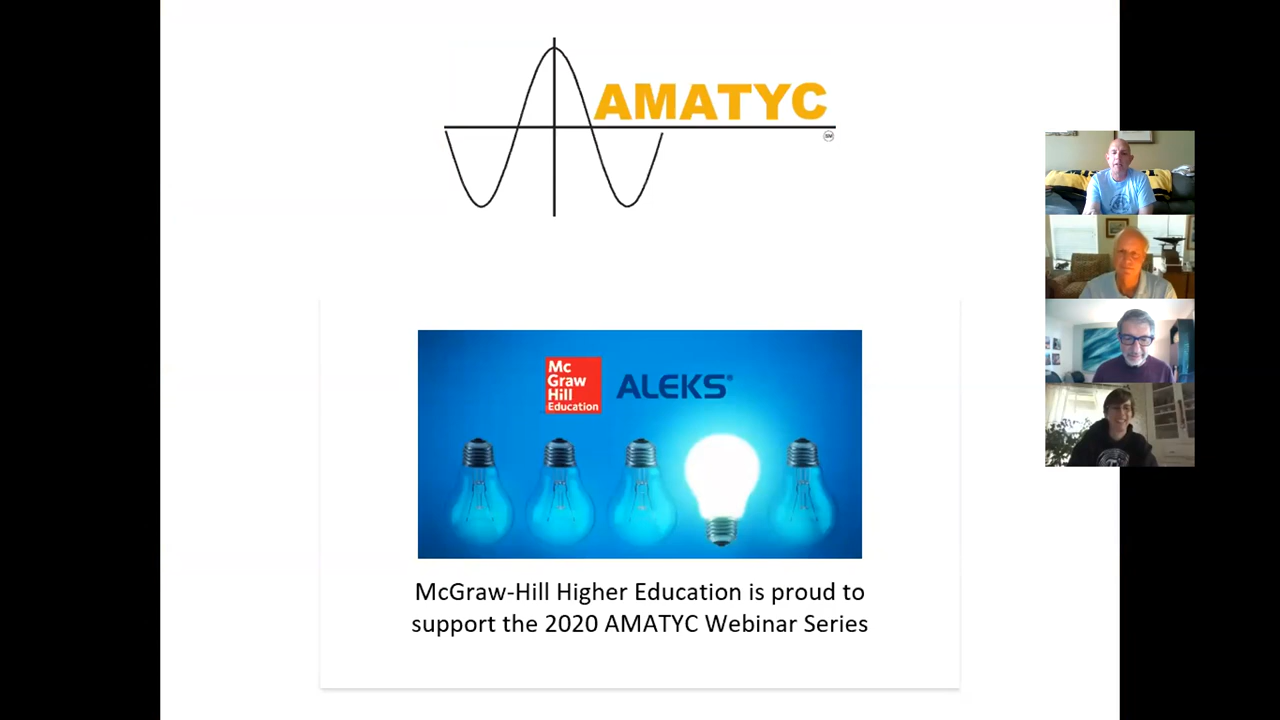 AMATYC
SM
Mc
Graw
Hill
Education
ALEKS®
McGraw-Hill Higher Education is proud to
support the 2020 AMATYC Webinar Series